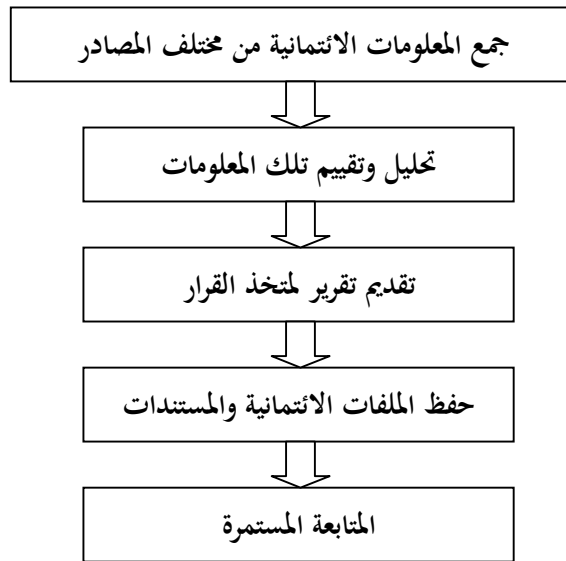 جمع المعلومات الائتمانية من مختلف المصادر
تحليل وتقييم تلك المعلومات
تقديم تقرير لمتخذ القرار
حفظ الملفات الائتمانية والمستندات
المتابعة المستمرة